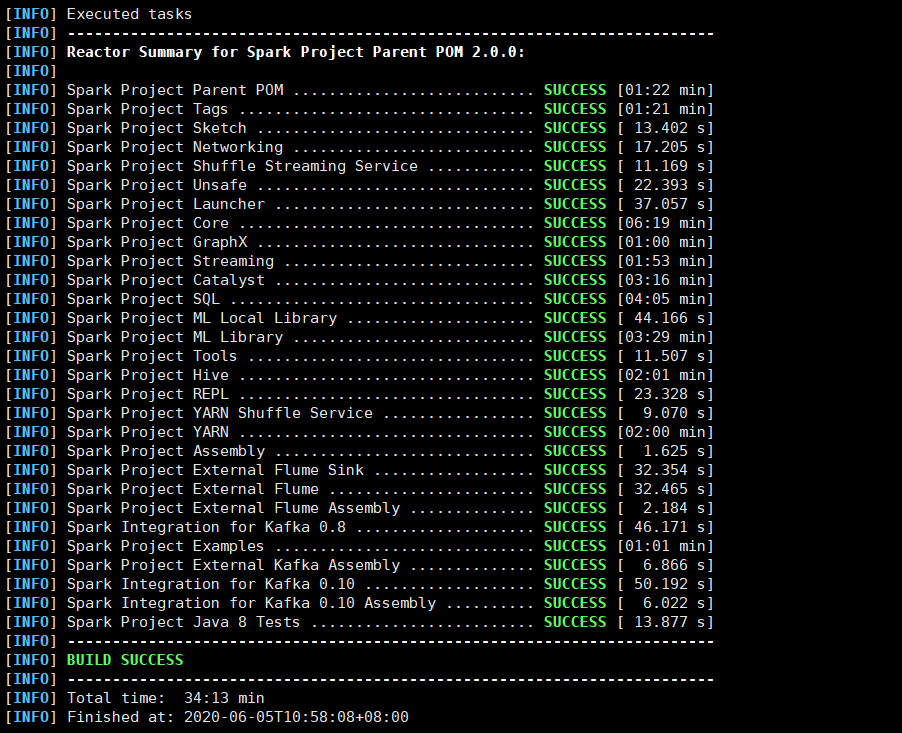 [INFO] Executed tasks
[INFO] ------------------------------------------------------------------------
[INFO] Reactor Summary for Spark Project Parent POM 2.0.0:
[INFO]
[INFO] Spark Project Parent POM ........................... SUCCESS [01:22 min]
[INFO] Spark Project Tags ................................. SUCCESS [01:21 min]
[INFO] Spark Project Sketch ............................... SUCCESS [ 13.402 s]
[INFO] Spark Project Networking ........................... SUCCESS [ 17.205 s]
[INFO] Spark Project Shuffle Streaming Service ............ SUCCESS [ 11.169 s]
[INFO] Spark Project Unsafe ............................... SUCCESS [ 22.393 s]
[INFO] Spark Project Launcher ............................. SUCCESS [ 37.057 s]
[INFO] Spark Project Core ................................. SUCCESS [06:19 min]
[INFO] Spark Project GraphX ............................... SUCCESS [01:00 min]
[INFO] Spark Project Streaming ............................ SUCCESS [01:53 min]
[INFO] Spark Project Catalyst ............................. SUCCESS [03:16 min]
[INFO] Spark Project SQL .................................. SUCCESS [04:05 min]
[INFO] Spark Project ML Local Library ..................... SUCCESS [ 44.166 s]
[INFO] Spark Project ML Library ........................... SUCCESS [03:29 min]
[INFO] Spark Project Tools ................................ SUCCESS [ 11.507 s]
[INFO] Spark Project Hive ................................. SUCCESS [02:01 min]
[INFO] Spark Project REPL ................................. SUCCESS [ 23.328 s]
[INFO] Spark Project YARN Shuffle Service ................. SUCCESS [  9.070 s]
[INFO] Spark Project YARN ................................. SUCCESS [02:00 min]
[INFO] Spark Project Assembly ............................. SUCCESS [  1.625 s]
[INFO] Spark Project External Flume Sink .................. SUCCESS [ 32.354 s]
[INFO] Spark Project External Flume ....................... SUCCESS [ 32.465 s]
[INFO] Spark Project External Flume Assembly .............. SUCCESS [  2.184 s]
[INFO] Spark Integration for Kafka 0.8 .................... SUCCESS [ 46.171 s]
[INFO] Spark Project Examples ............................. SUCCESS [01:01 min]
[INFO] Spark Project External Kafka Assembly .............. SUCCESS [  6.866 s]
[INFO] Spark Integration for Kafka 0.10 ................... SUCCESS [ 50.192 s]
[INFO] Spark Integration for Kafka 0.10 Assembly .......... SUCCESS [  6.022 s]
[INFO] Spark Project Java 8 Tests ......................... SUCCESS [ 13.877 s]
[INFO] ------------------------------------------------------------------------
[INFO] BUILD SUCCESS
[INFO] ------------------------------------------------------------------------
[INFO] Total time:  34:13 min
[INFO] Finished at: 2020-06-05T10:58:08+08:00